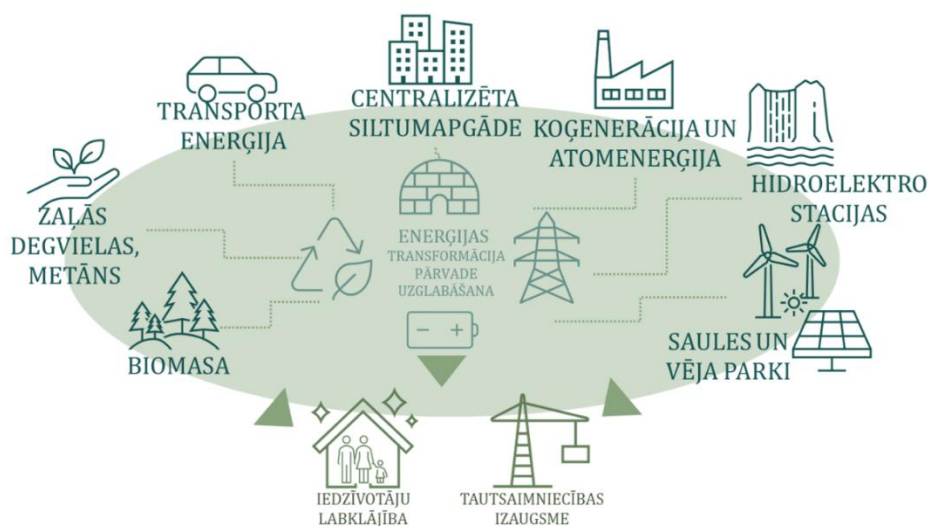 CENTRALIZĒTA
SILTUMAPGĀDE
TRANSPORTA
ENERĢIJA
KOĢENERĀCIJA UN
ATOMENERĢIJA
HIDROELEKTRO
STACIJAS
ZAĻĀS
DEGVIELAS,
METĀNS
ENERĢIJAS
TRANSFORMĀCIJA
PĀRVADE
UZGLABĀŠANA
BIOMASA
SAULES UN
VĒJA PARKI
IEDZĪVOTĀJU
LABKLĀJĪBA
TAUTSAIMNIECĪBAS
IZAUGSME